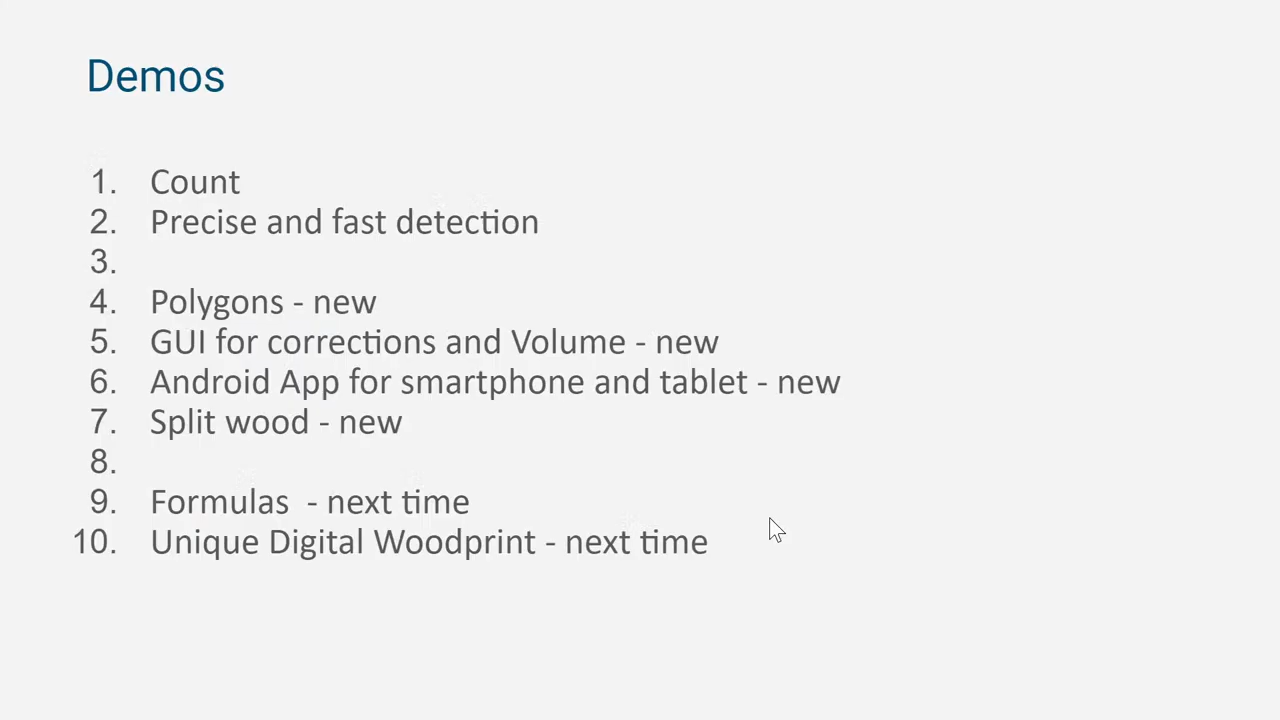 Demos
1. Count
2. Precise and fast detection
3.
4. Polygons - new
5. GUI for corrections and Volume - new
6. Android App for smartphone and tablet - new
7. Split wood - new
8.
9. Formulas  - next time
10. Unique Digital Woodprint - next time